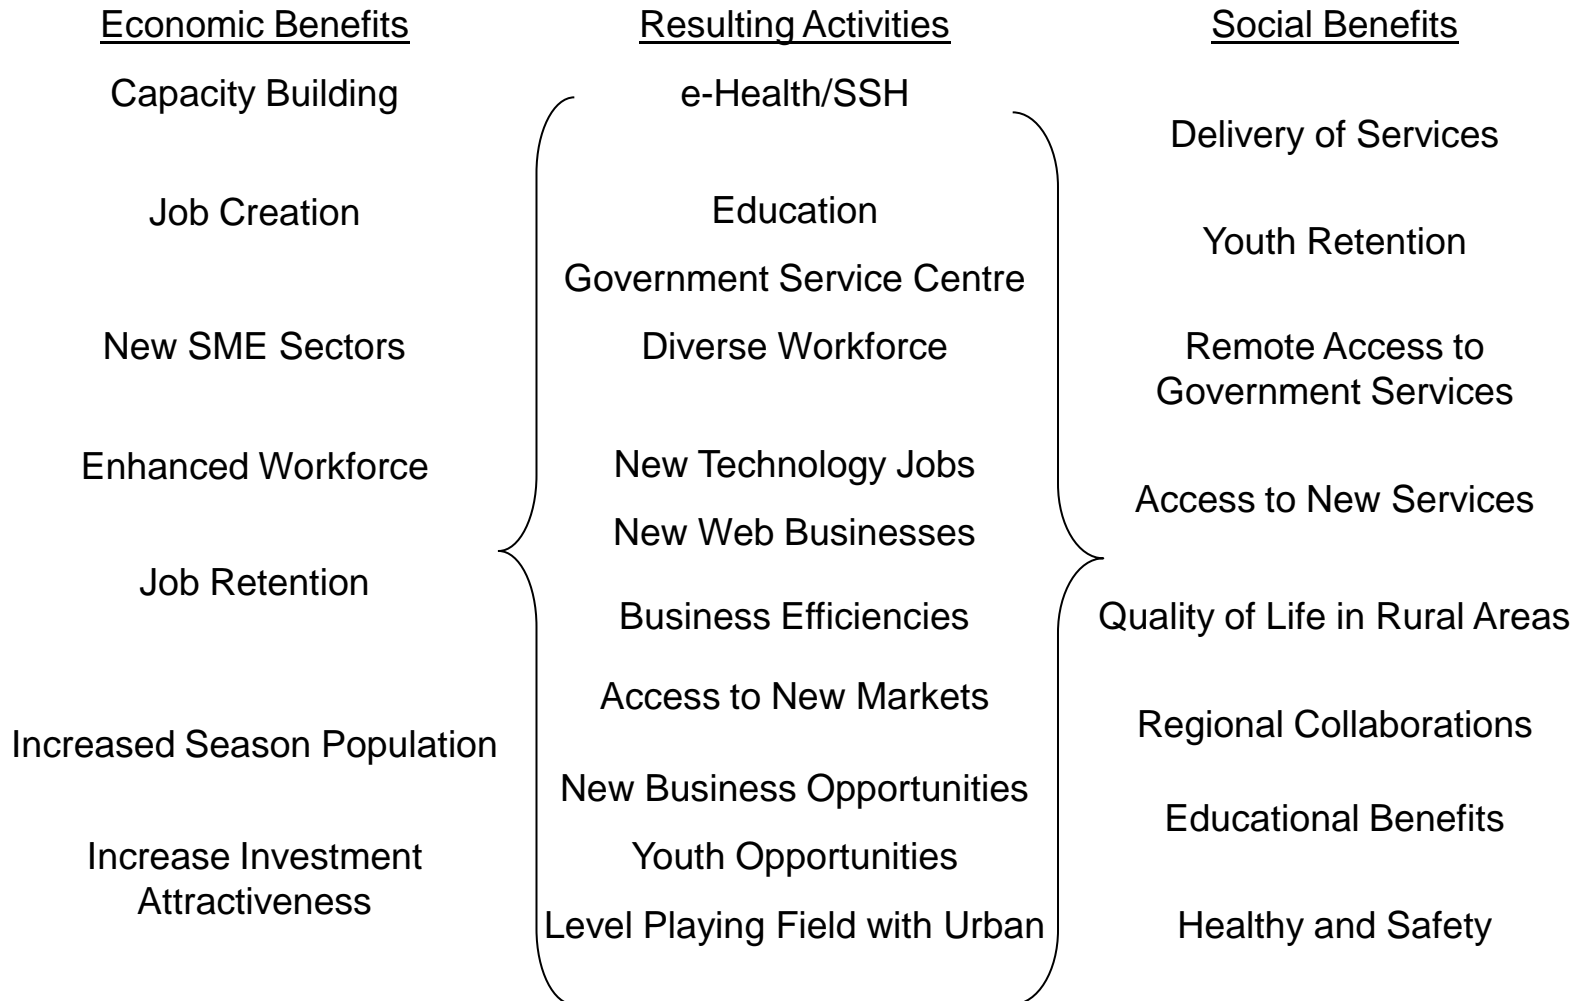 Economic Benefits
Capacity Building
Job Creation
New SME Sectors
Enhanced Workforce
Job Retention
Increased Season Population
Increase Investment
Attractiveness
Resulting Activities
e-Health/SSH
Education
Government Service Centre
Diverse Workforce
New Technology Jobs
New Web Businesses
Business Efficiencies
Access to New Markets
New Business Opportunities
Youth Opportunities
Level Playing Field with Urban
Social Benefits
Delivery of Services
Youth Retention
Remote Access to
Government Services
Access to New Services
Quality of Life in Rural Areas
Regional Collaborations
Educational Benefits
Healthy and Safety